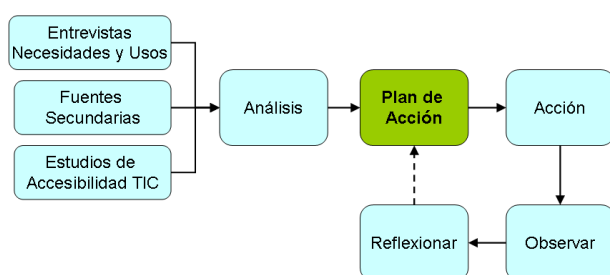 Entrevistas
Necesidades y Usos
Fuentes
Secundarias
Estudios de
Accesibilidad TIC
Análisis
Plan de
Acción
Acción
Observar
Reflexionar